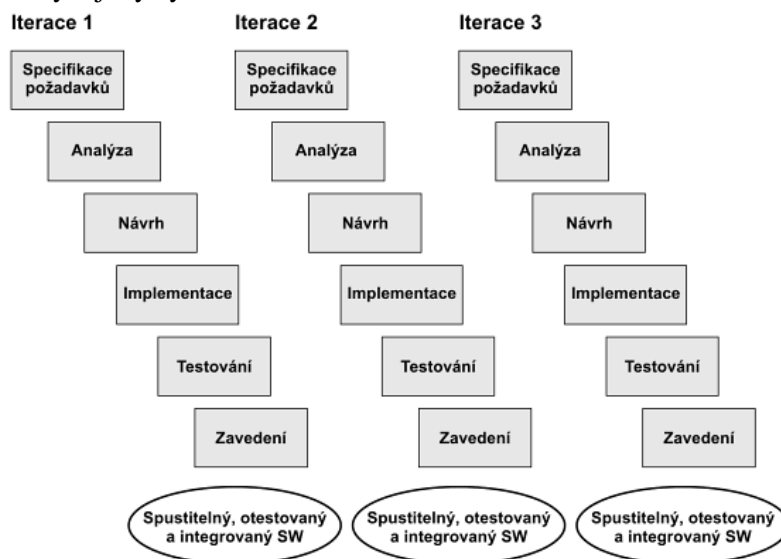 Iterace 1
Iterace 2
Iterace 3
Specifikace
požadavků
Specifikace
požadavků
Specifikace
požadavků
Analýza
Analýza
Analýza
Návrh
Návrh
Návrh
Implementace
Implementace
Implementace
Testování
Testování
Testování
Zavedení
Zavedení
Zavedení
Spustitelný, otestovaný
a integrovaný SW
Spustitelný, otestovaný
a integrovaný SW
Spustitelný, otestovaný
a integrovaný SW